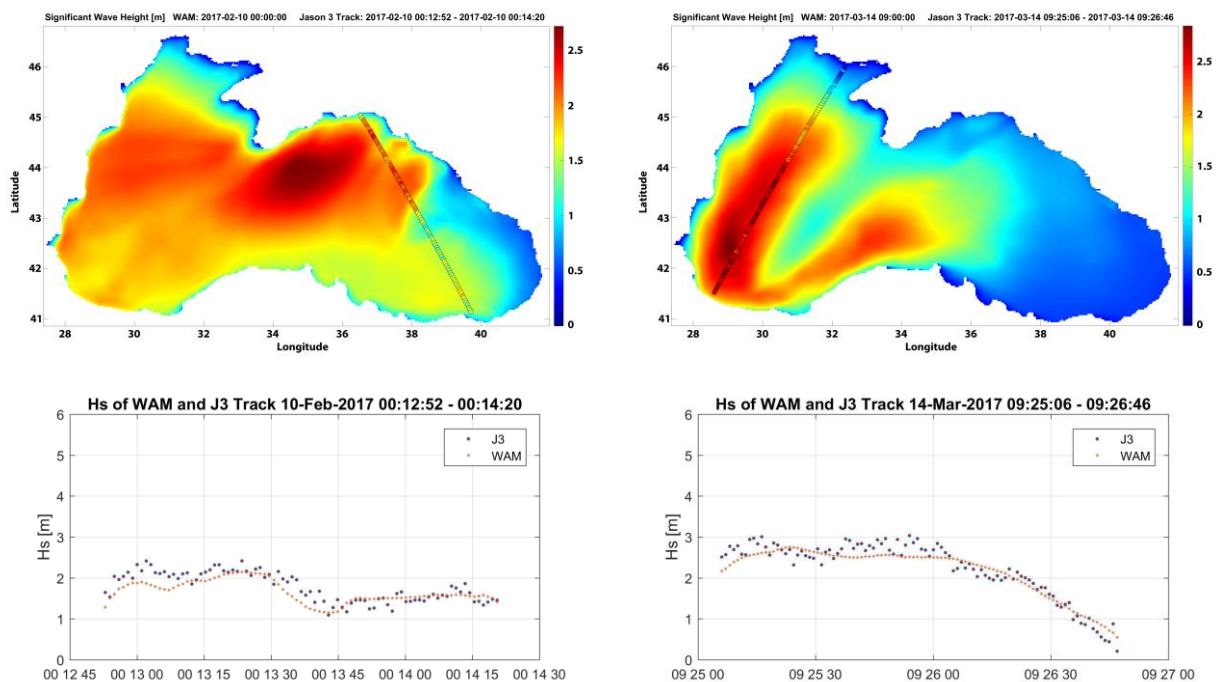 Significant Wave Height [m] WAM: 2017-02-10 00:00:00 Jason 3 Track: 2017-02-10 00:12:52 - 2017-02-10 00:14:20
46
45
44
43
42
41
Latitude
28 30 32 34 36 38 40
Longitude
2.5
2
1.5
1
0.5
0
Significant Wave Height [m] WAM: 2017-03-14 09:00:00 Jason 3 Track: 2017-03-14 09:25:06 - 2017-03-14 09:26:46
46
45
44
43
42
41
Latitude
28 30 32 34 36 38 40
Longitude
2.5
2
1.5
1
0.5
0
Hs of WAM and J3 Track 10-Feb-2017 00:12:52 - 00:14:20
J3
WAM
6
5
4
3
2
1
0
Hs [m]
00 12 45 00 13 00 00 13 15 00 13 30 00 13 45 00 14 00 00 14 15 00 14 30
Hs of WAM and J3 Track 14-Mar-2017 09:25:06 - 09:26:46
J3
WAM
6
5
4
3
2
1
0
Hs [m]
09 25 00 09 25 30 09 26 00 09 26 30 09 27 00